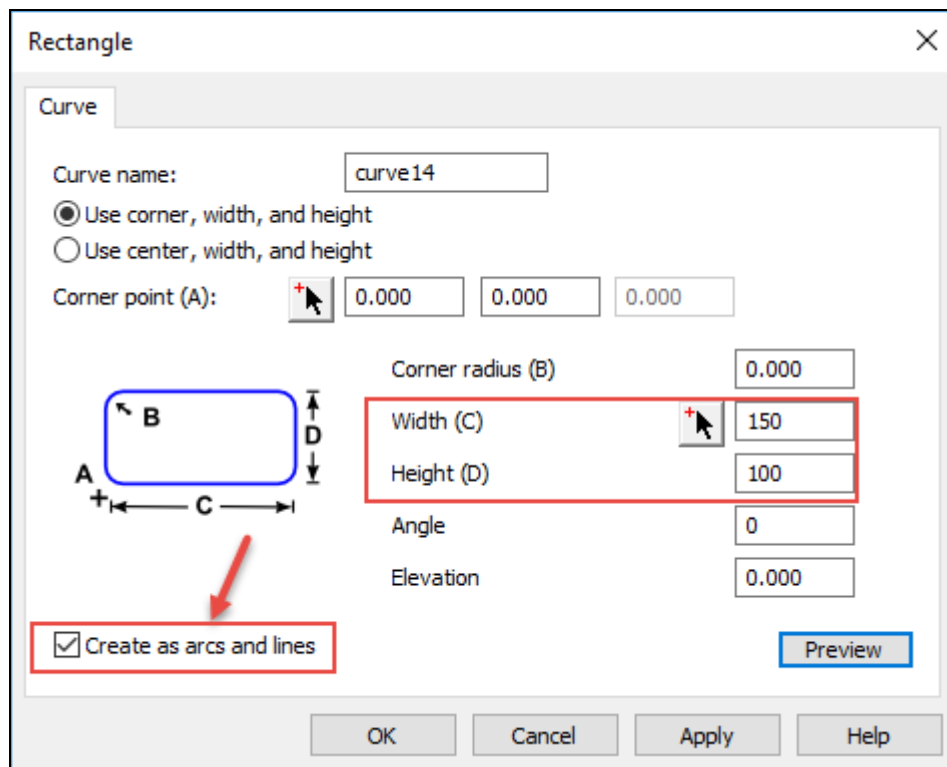 Rectangle
Curve
Curve name: curve14
Use corner, width, and height
Use center, width, and height
Corner point (A): 0.000 0.000 0.000
Corner radius (B) 0.000
Width (C) 150
Height (D) 100
Angle 0
Elevation 0.000
B
D
A
C
Create as arcs and lines
Preview
OK Cancel Apply Help